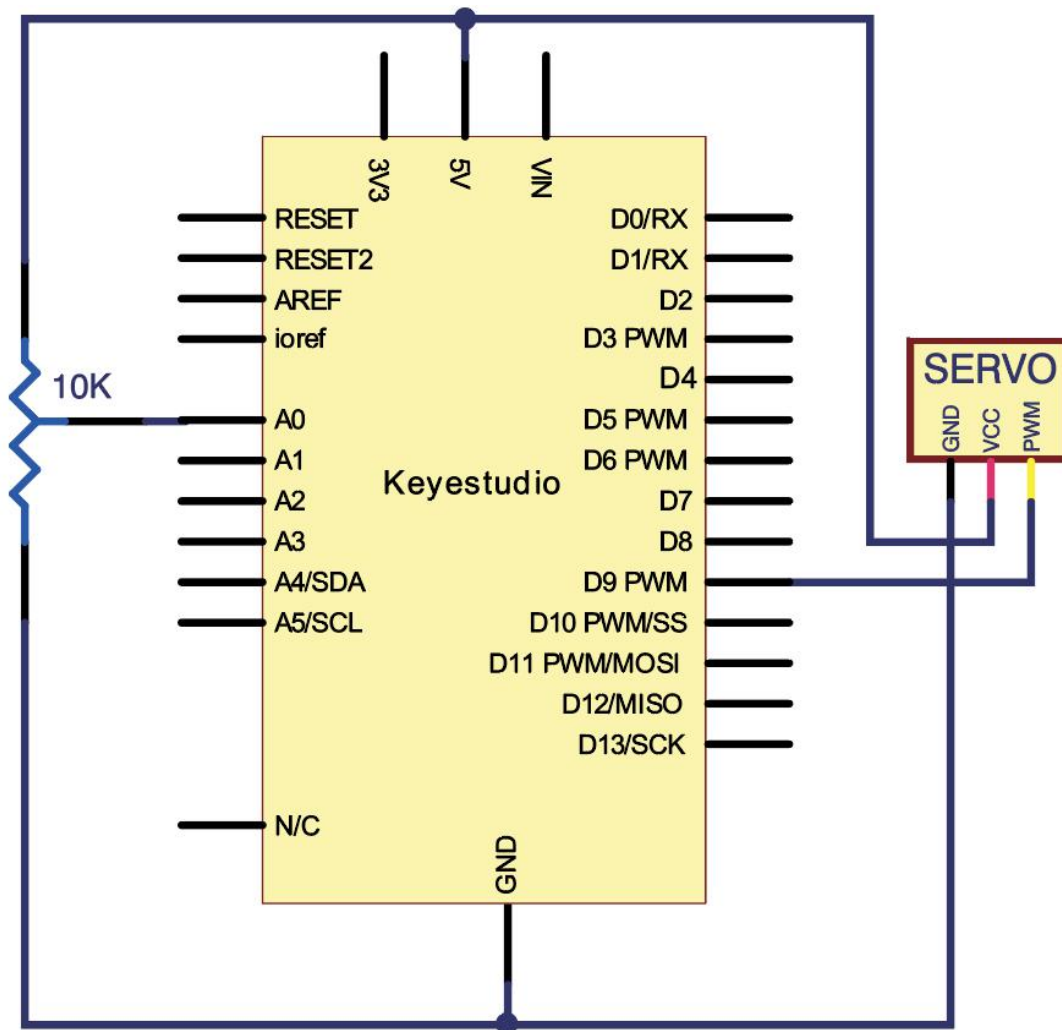 3V3
5V
VIN
RESET
RESET2
AREF
ioref
10K
A0
A1
A2
A3
A4/SDA
A5/SCL
N/C
Keyestudio
D0/RX
D1/RX
D2
D3 PWM
D4
D5 PWM
D6 PWM
D7
D8
D9 PWM
D10 PWM/SS
D11 PWM/MOSI
D12/MISO
D13/SCK
GND
SERVO
GND
VCC
PWM